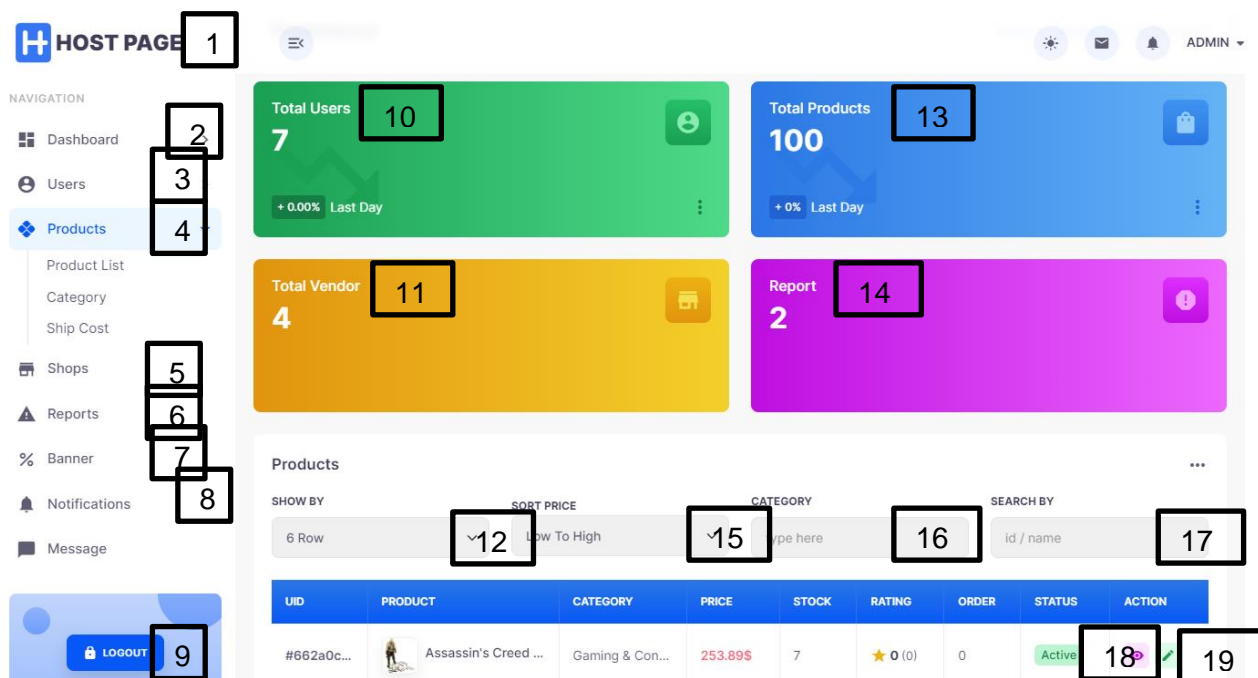 HOST PAGE 1
ADMIN
NAVIGATION
Dashboard 2
Users 3
Products 4
Product List
Category
Ship Cost
Shops 5
Reports 6
Banner 7
Notifications 8
Message
LOGOUT 9
Total Users 10
7
+ 0.00% Last Day
Total Products 13
100
+ 0% Last Day
Total Vendor 11
4
Report 14
2
Products
SHOW BY SORT PRICE CATEGORY SEARCH BY
6 Row 12 Low To High 15 type here 16 id / name 17
UID PRODUCT CATEGORY PRICE STOCK RATING ORDER STATUS ACTION
#662a0c... Assassin's Creed ... Gaming & Con... 253.89$ 7 0 (0) 0 Active 18 19